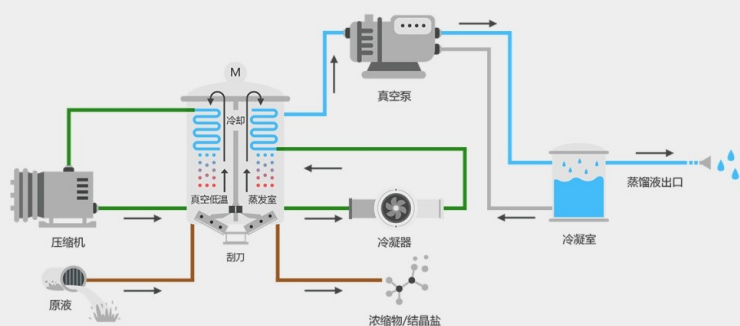 M
真空泵
冷却
真空低温
蒸发室
蒸馏液出口
压缩机
刮刀
冷凝器
冷凝室
原液
浓缩物/结晶盐